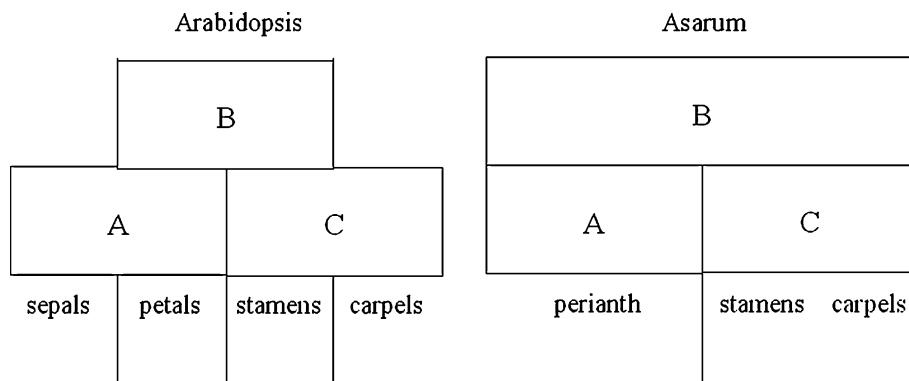 Arabidopsis
Asarum
B
B
A
C
A
C
sepals petals stamens carpels
perianth stamens carpels